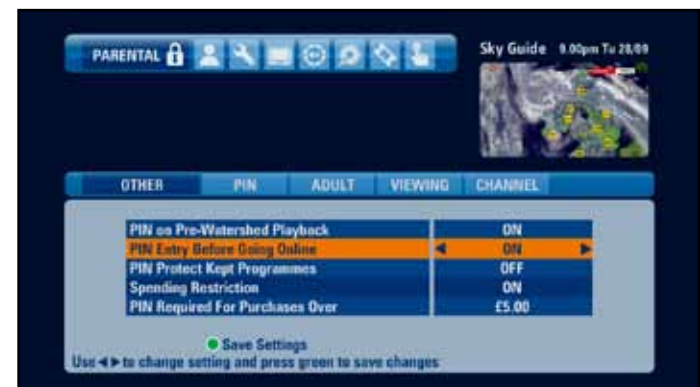 PARENTAL
Sky Guide 9.00pm Tu 28/09
OTHER PIN ADULT VIEWING CHANNEL
PIN on Pre-Watershed Playback ON
PIN Entry Before Going Online ◄ ON ►
PIN Protect Kept Programmes OFF
Spending Restriction ON
PIN Required For Purchases Over £5.00
Save Settings
Use ◄ ► to change setting and press green to save changes